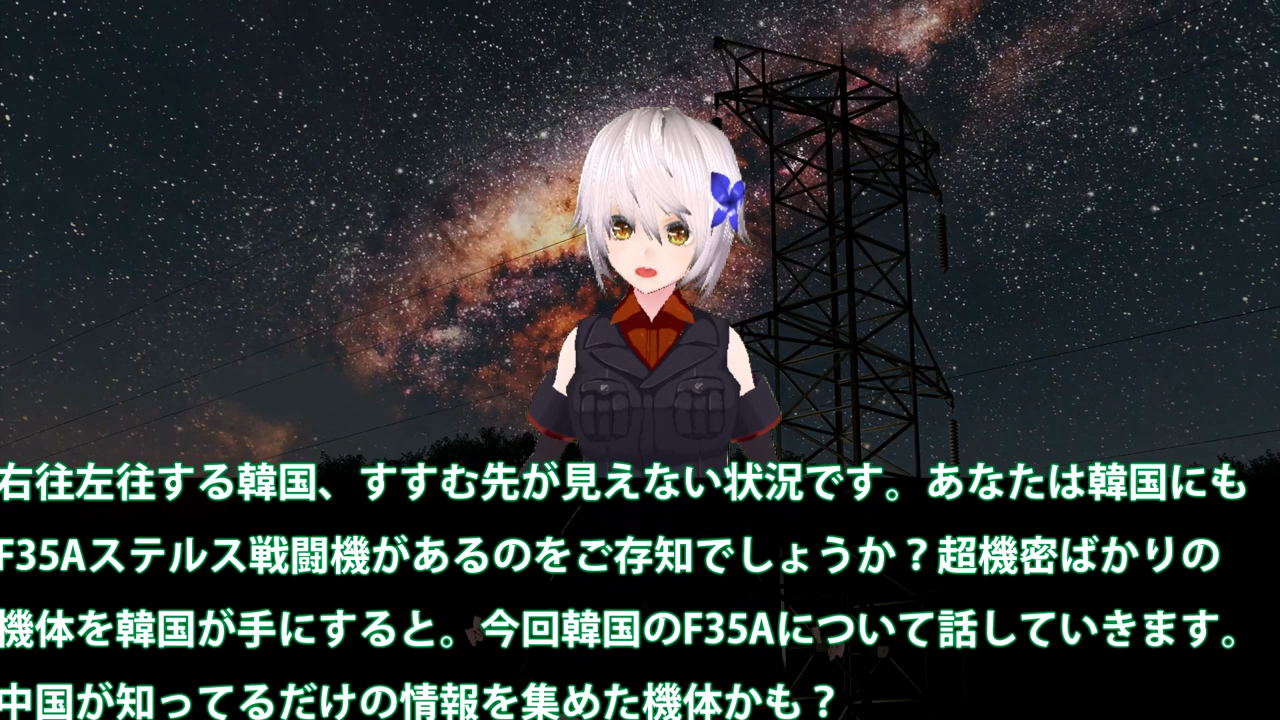 右往左往する韓国、すすむ先が見えない状況です。あなたは韓国にも
F35Aステルス戦闘機があるのをご存知でしょうか？超機密ばかりの
機体を韓国が手にすると。今回韓国のF35Aについて話していきます。
中国が知ってるだけの情報を集めた機体かも？